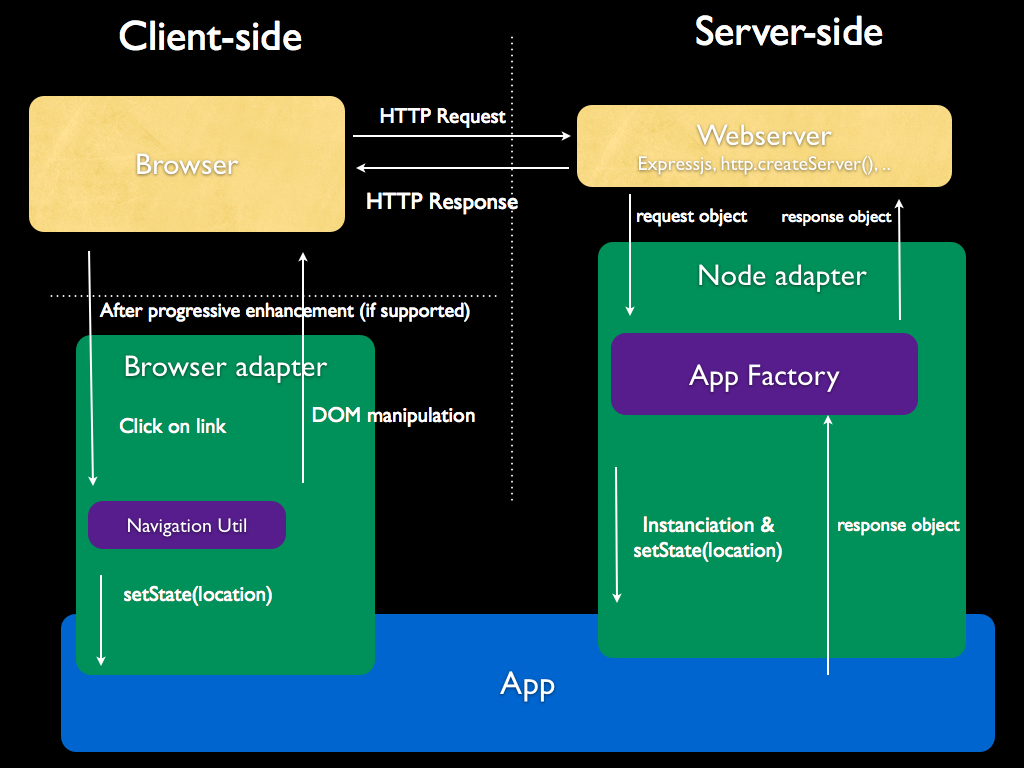 Client-side
Server-side
HTTP Request
Browser
HTTP Response
Webserver
Expressjs, http.createServer(), ..
request object
response object
Node adapter
App Factory
After progressive enhancement (if supported)
Browser adapter
DOM manipulation
Click on link
Navigation Util
setState(location)
Instanciation &
setState(location)
response object
App